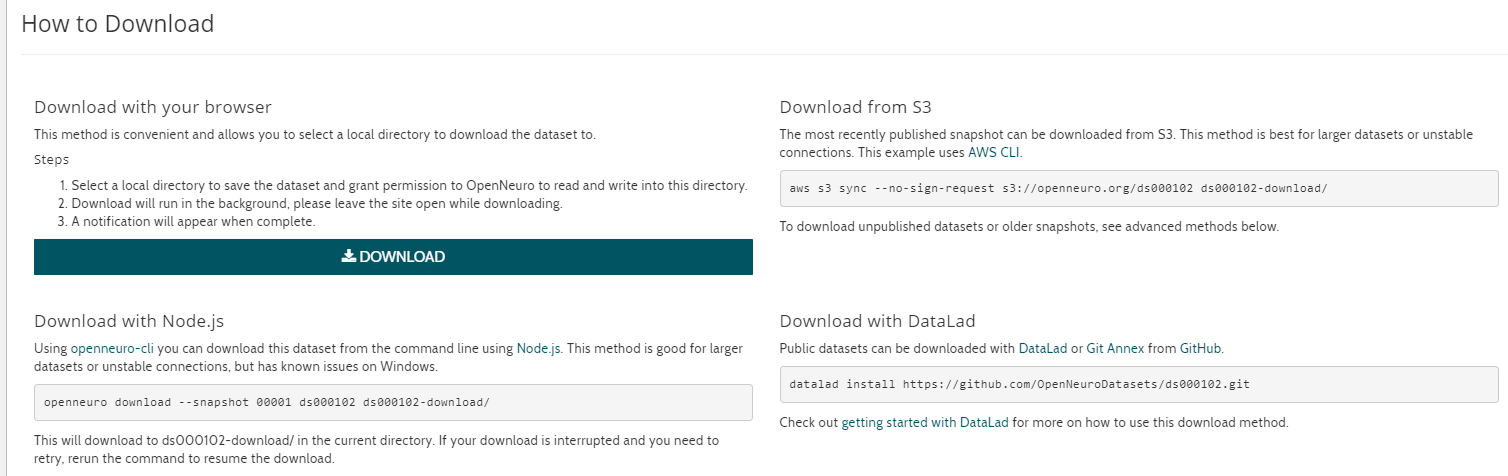 How to Download
Download with your browser
This method is convenient and allows you to select a local directory to download the dataset to.
Steps
1. Select a local directory to save the dataset and grant permission to OpenNeuro to read and write into this directory.
2. Download will run in the background, please leave the site open while downloading.
3. A notification will appear when complete.
DOWNLOAD
Download from S3
The most recently published snapshot can be downloaded from S3. This method is best for larger datasets or unstable
connections. This example uses AWS CLI.
aws s3 sync --no-sign-request s3://openneuro.org/ds000102 ds000102-download/
To download unpublished datasets or older snapshots, see advanced methods below.
Download with Node.js
Using openneuro-cli you can download this dataset from the command line using Node.js. This method is good for larger
datasets or unstable connections, but has known issues on Windows.
openneuro download --snapshot 00001 ds000102 ds000102-download/
This will download to ds000102-download/ in the current directory. If your download is interrupted and you need to
retry, rerun the command to resume the download.
Download with DataLad
Public datasets can be downloaded with DataLad or Git Annex from GitHub.
datalad install https://github.com/OpenNeuroDatasets/ds000102.git
Check out getting started with DataLad for more on how to use this download method.